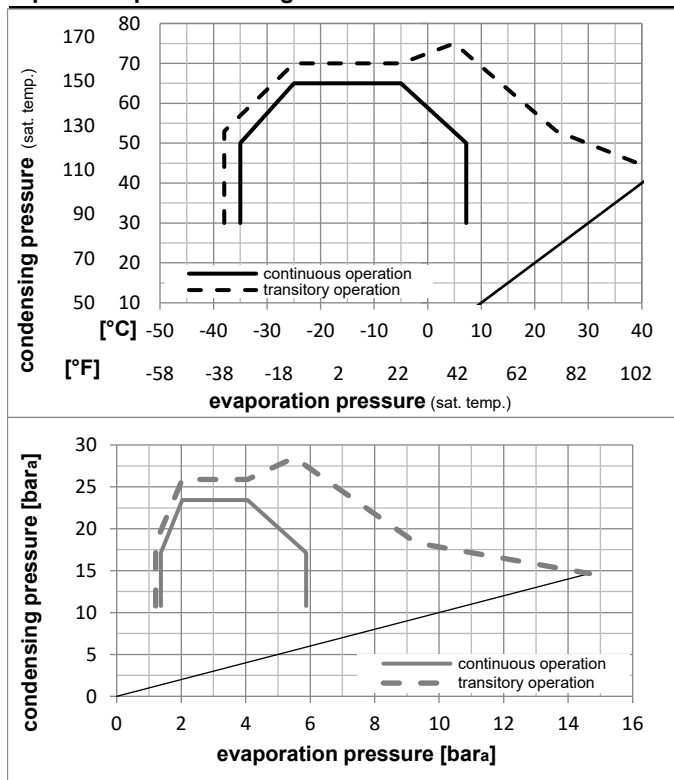 170 80
70
150
60
130 50
110 40
90 30
70 20
50 10
condensing pressure (sat. temp.)
continuous operation
transitory operation
[°C] -50 -40 -30 -20 -10 0 10 20 30 40
[°F] -58 -38 -18 2 22 42 62 82 102
evaporation pressure (sat. temp.)
30
25
20
15
10
5
0
condensing pressure [bara]
continuous operation
transitory operation
0 2 4 6 8 10 12 14 16
evaporation pressure [bara]